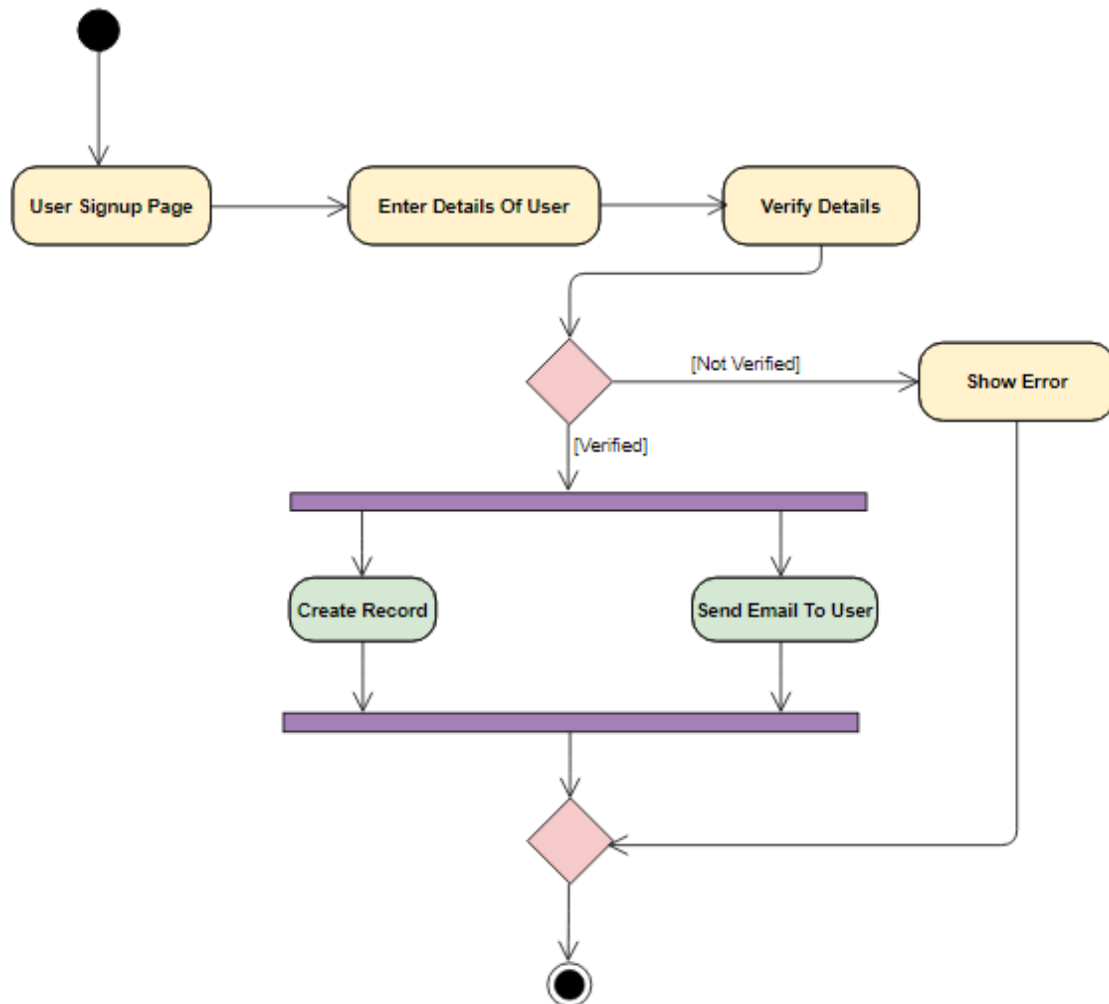 User Signup Page
Enter Details Of User
Verify Details
[Not Verified]
Show Error
[Verified]
Create Record
Send Email To User